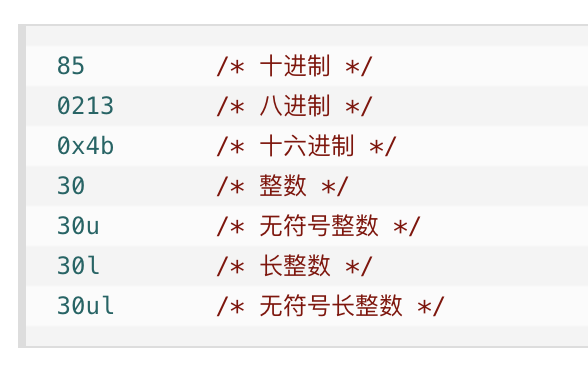 85 /* 十进制 */
0213 /* 八进制 */
0x4b /* 十六进制 */
30 /* 整数 */
30u /* 无符号整数 */
30l /* 长整数 */
30ul /* 无符号长整数 */